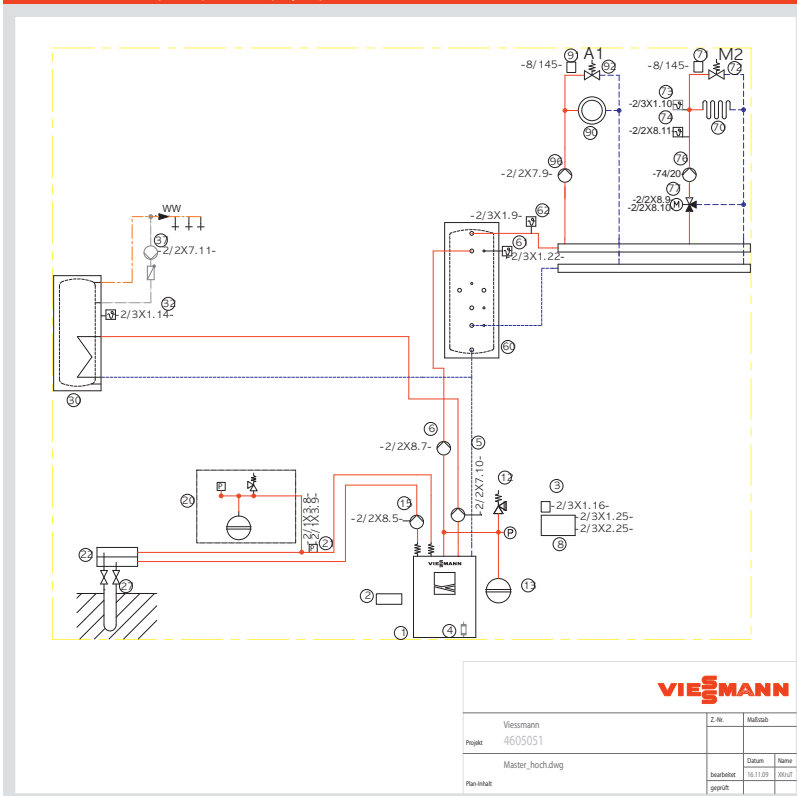 91 A1 92
-8/145-
71 M2 72
-8/145-
73
-2/3X1.10
74
-2/2X8.11
90
70
96
-2/2X7.9-
76
-74/20
77
-2/2X8.9
-2/2X8.10
M
WW
37
-2/2X7.11-
-2/3X1.9-
62
61
-2/3X1.22-
32
-2/3X1.14-
30
60
6
-2/2X8.7-
5
-2/2X7.10-
12
3
-2/3X1.16-
-2/3X1.25-
-2/3X2.25-
8
20
P
-2/1X3.8-
-2/1X3.9-
P
21
15
-2/2X8.5-
P
22
27
VIESSMANN
2
13
1
4
VIESSMANN
Viessmann
Projekt 4605051
Z.-Nr. Maßstab
Master_hoch.dwg
Plan-Inhalt
Datum Name
bearbeitet 16.11.09
geprüft